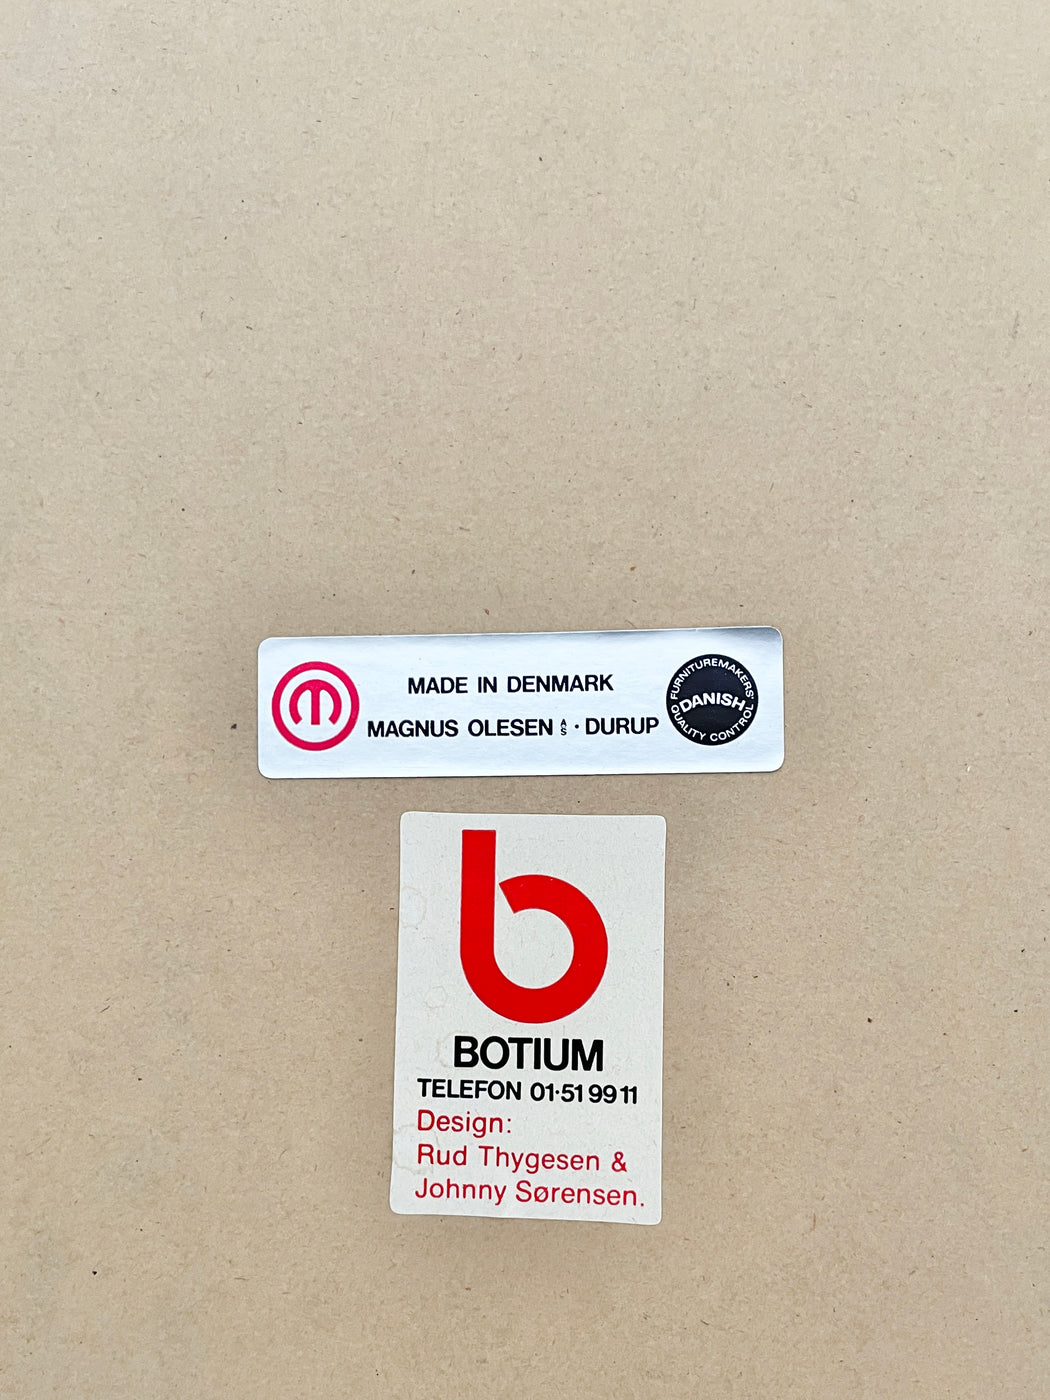 MADE IN DENMARK
MAGNUS OLESEN A/S · DURUP
FURNITUREMAKERS'
DANISH
QUALITY CONTROL
b
BOTIUM
TELEFON 01·51 99 11
Design:
Rud Thygesen &
Johnny Sørensen.